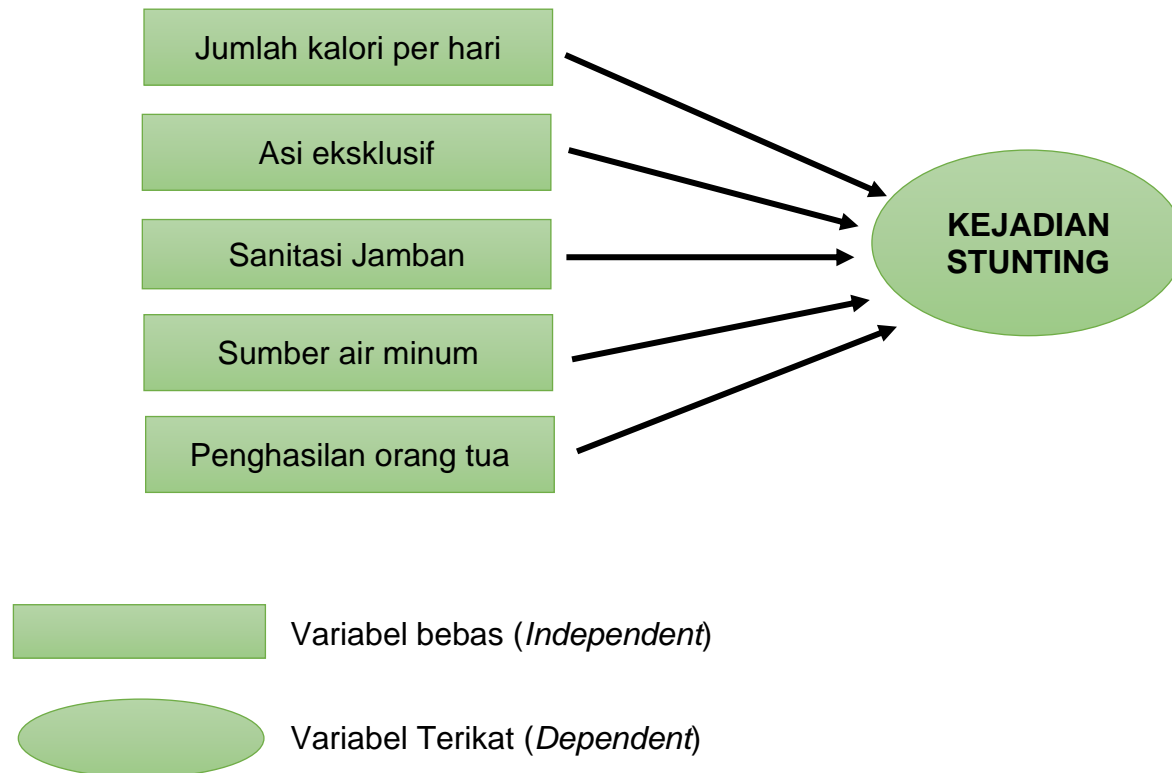 Jumlah kalori per hari
Asi eksklusif
Sanitasi Jamban
Sumber air minum
Penghasilan orang tua
KEJADIAN
STUNTING
Variabel bebas (Independent)
Variabel Terikat (Dependent)